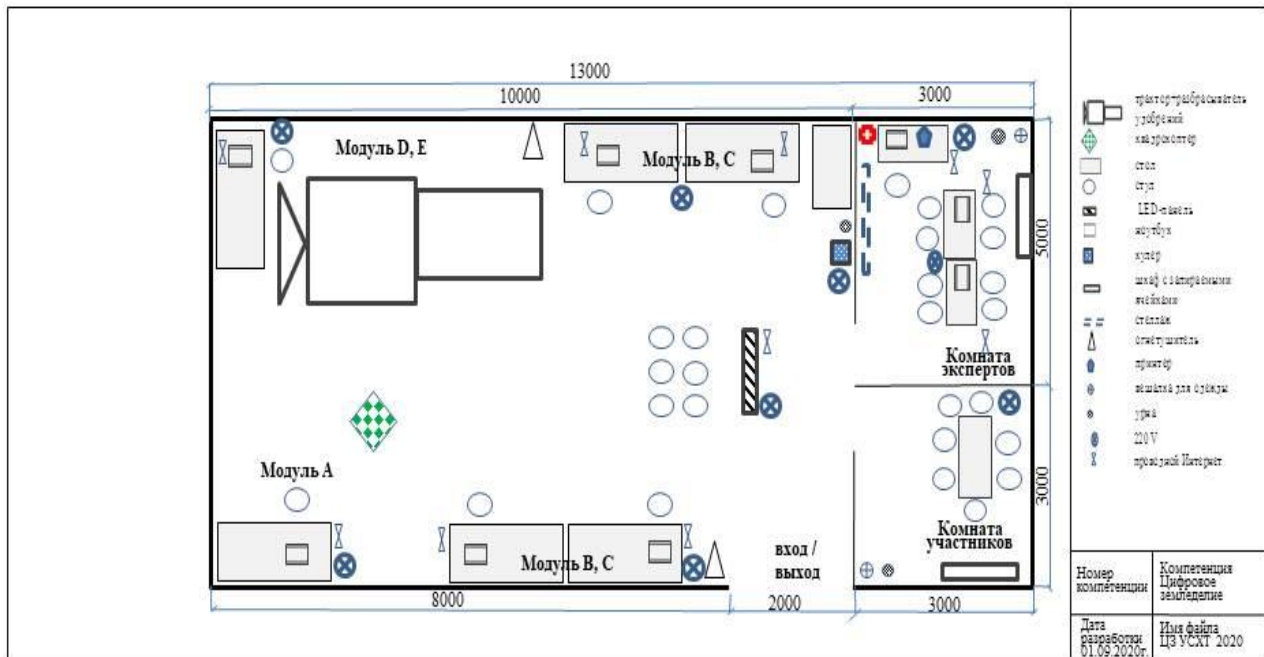 13000
10000
3000
Модуль D, E
Модуль B, C
5000
Комната
экспертов
Модуль А
3000
Комната
участников
Модуль B, C
вход /
выход
8000
2000
3000
трактор-разбрасыватель
удобрений
квадрокоптер
стол
стул
LED-панель
ноутбук
кулер
шкаф с запираемыми
ячейками
стеллаж
огнетушитель
принтер
вешалка для одежды
урна
220 V
проводной Интернет
Номер
компетенции
Компетенция
Цифровое
земледелие
Дата
разработки
01.09.2020г.
Имя файла
ЦЗ УСХТ 2020